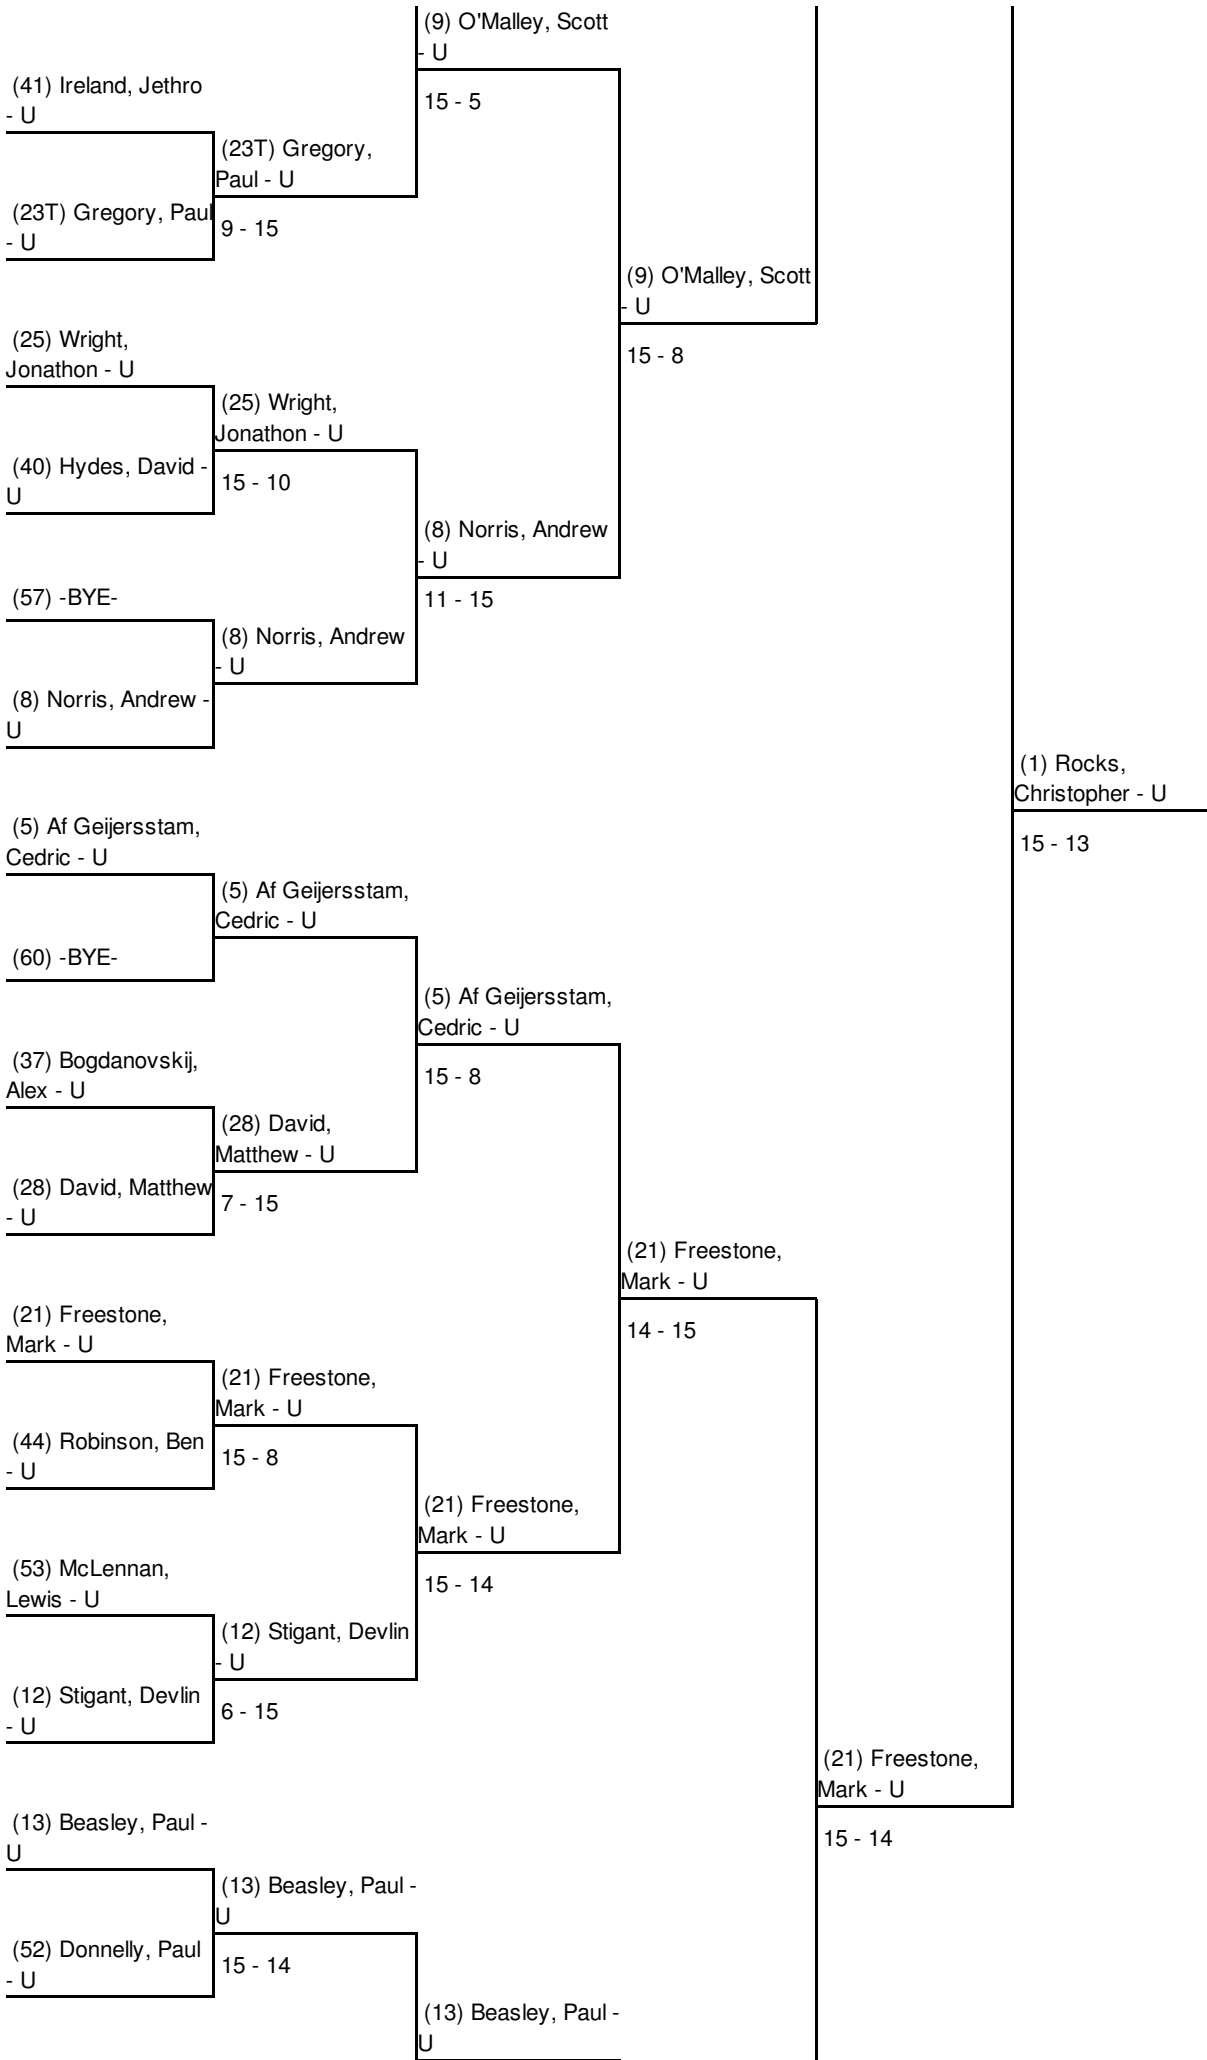 (9) O'Malley, Scott
- U
(41) Ireland, Jethro
- U
15 - 5
(23T) Gregory,
Paul - U
(23T) Gregory, Paul
- U
9 - 15
(9) O'Malley, Scott
- U
(25) Wright,
Jonathon - U
15 - 8
(25) Wright,
Jonathon - U
(40) Hydes, David -
U
15 - 10
(8) Norris, Andrew
- U
(57) -BYE-
11 - 15
(8) Norris, Andrew
- U
(8) Norris, Andrew -
U
(1) Rocks,
Christopher - U
(5) Af Geijersstam,
Cedric - U
15 - 13
(5) Af Geijersstam,
Cedric - U
(60) -BYE-
(5) Af Geijersstam,
Cedric - U
(37) Bogdanovskij,
Alex - U
15 - 8
(28) David,
Matthew - U
(28) David, Matthew
- U
7 - 15
(21) Freestone,
Mark - U
(21) Freestone,
Mark - U
14 - 15
(21) Freestone,
Mark - U
(44) Robinson, Ben
- U
15 - 8
(21) Freestone,
Mark - U
(53) McLennan,
Lewis - U
15 - 14
(12) Stigant, Devlin
- U
(12) Stigant, Devlin
- U
6 - 15
(21) Freestone,
Mark - U
(13) Beasley, Paul -
U
15 - 14
(13) Beasley, Paul -
U
(52) Donnelly, Paul
- U
15 - 14
(13) Beasley, Paul -
U